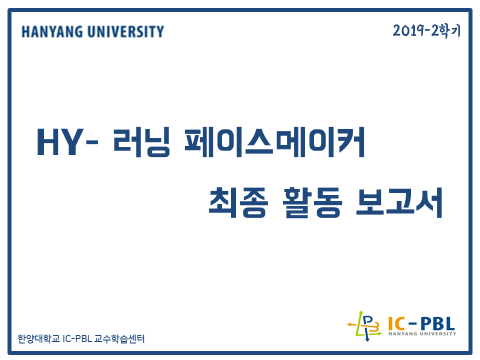 HANYANG UNIVERSITY
2019-2학기
HY- 러닝 페이스메이커
최종 활동 보고서
한양대학교 IC-PBL 교수학습센터
IC-PBL
HANYANG UNIVERSITY